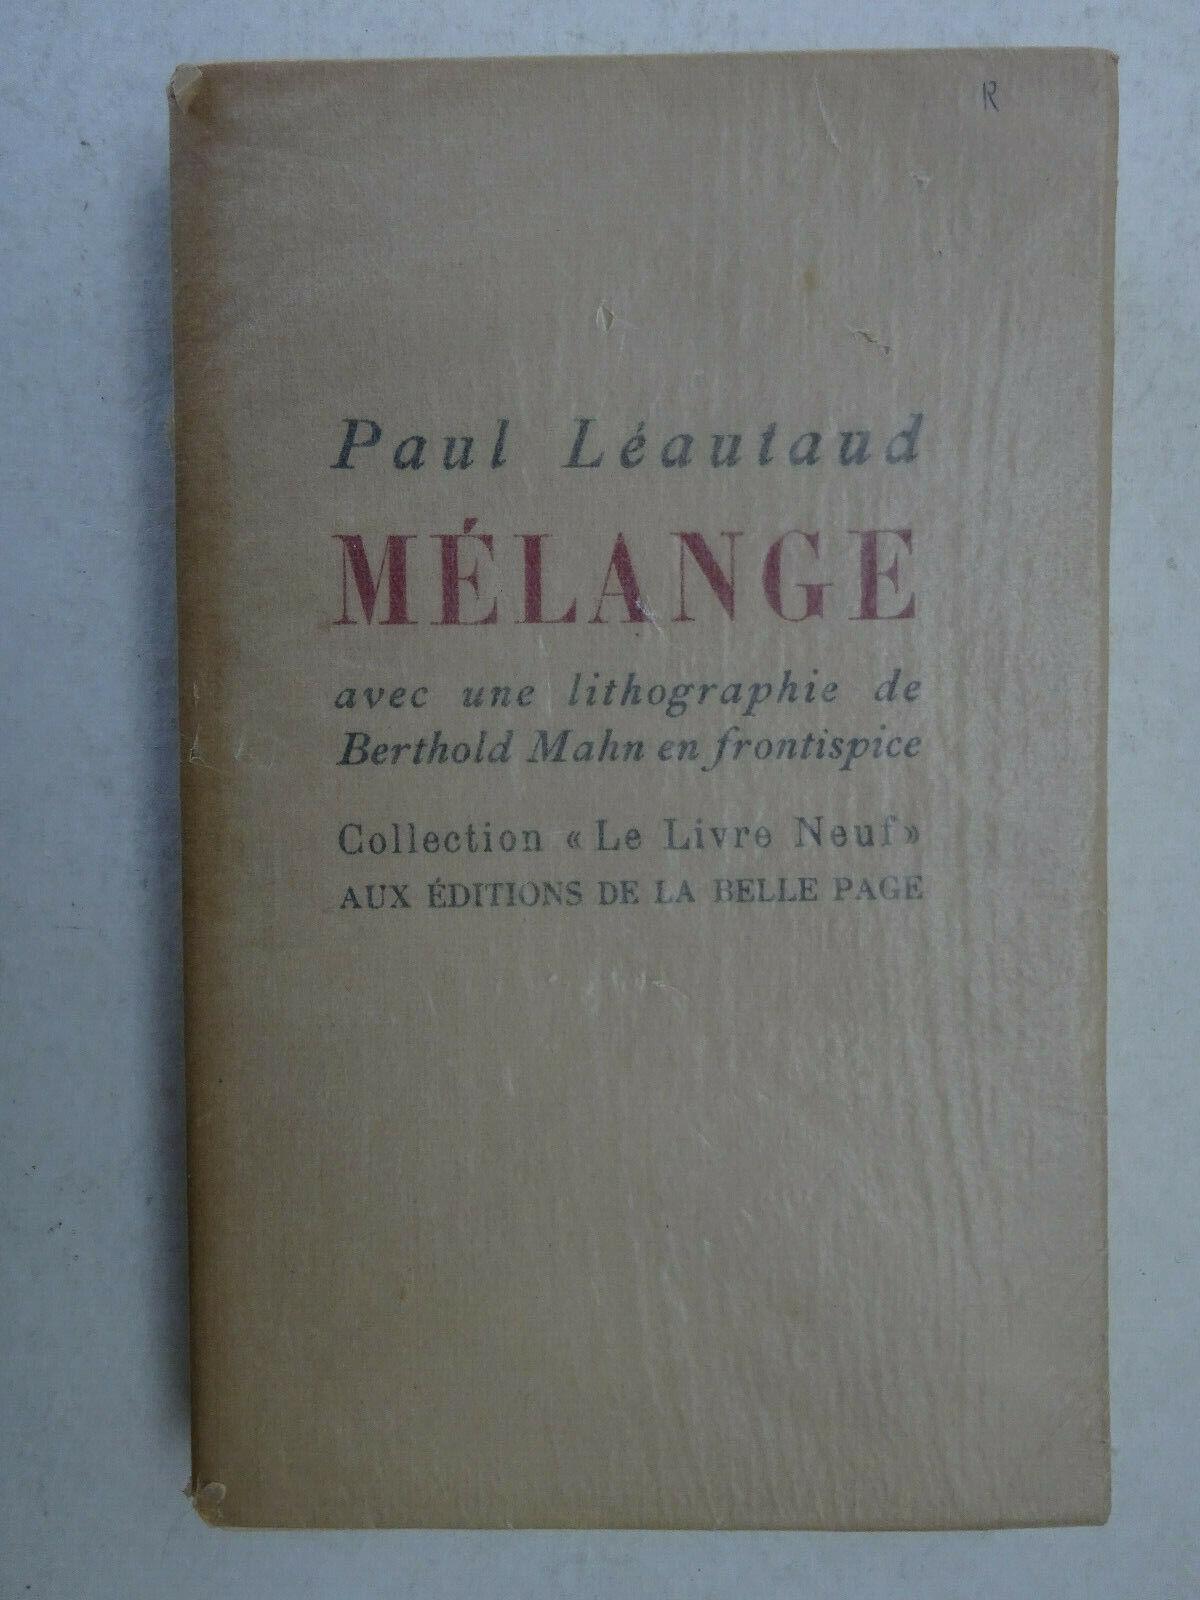 Paul Léautaud
MÉLANGE
avec une lithographie de
Berthold Mahn en frontispice
Collection « Le Livre Neuf »
AUX ÉDITIONS DE LA BELLE PAGE